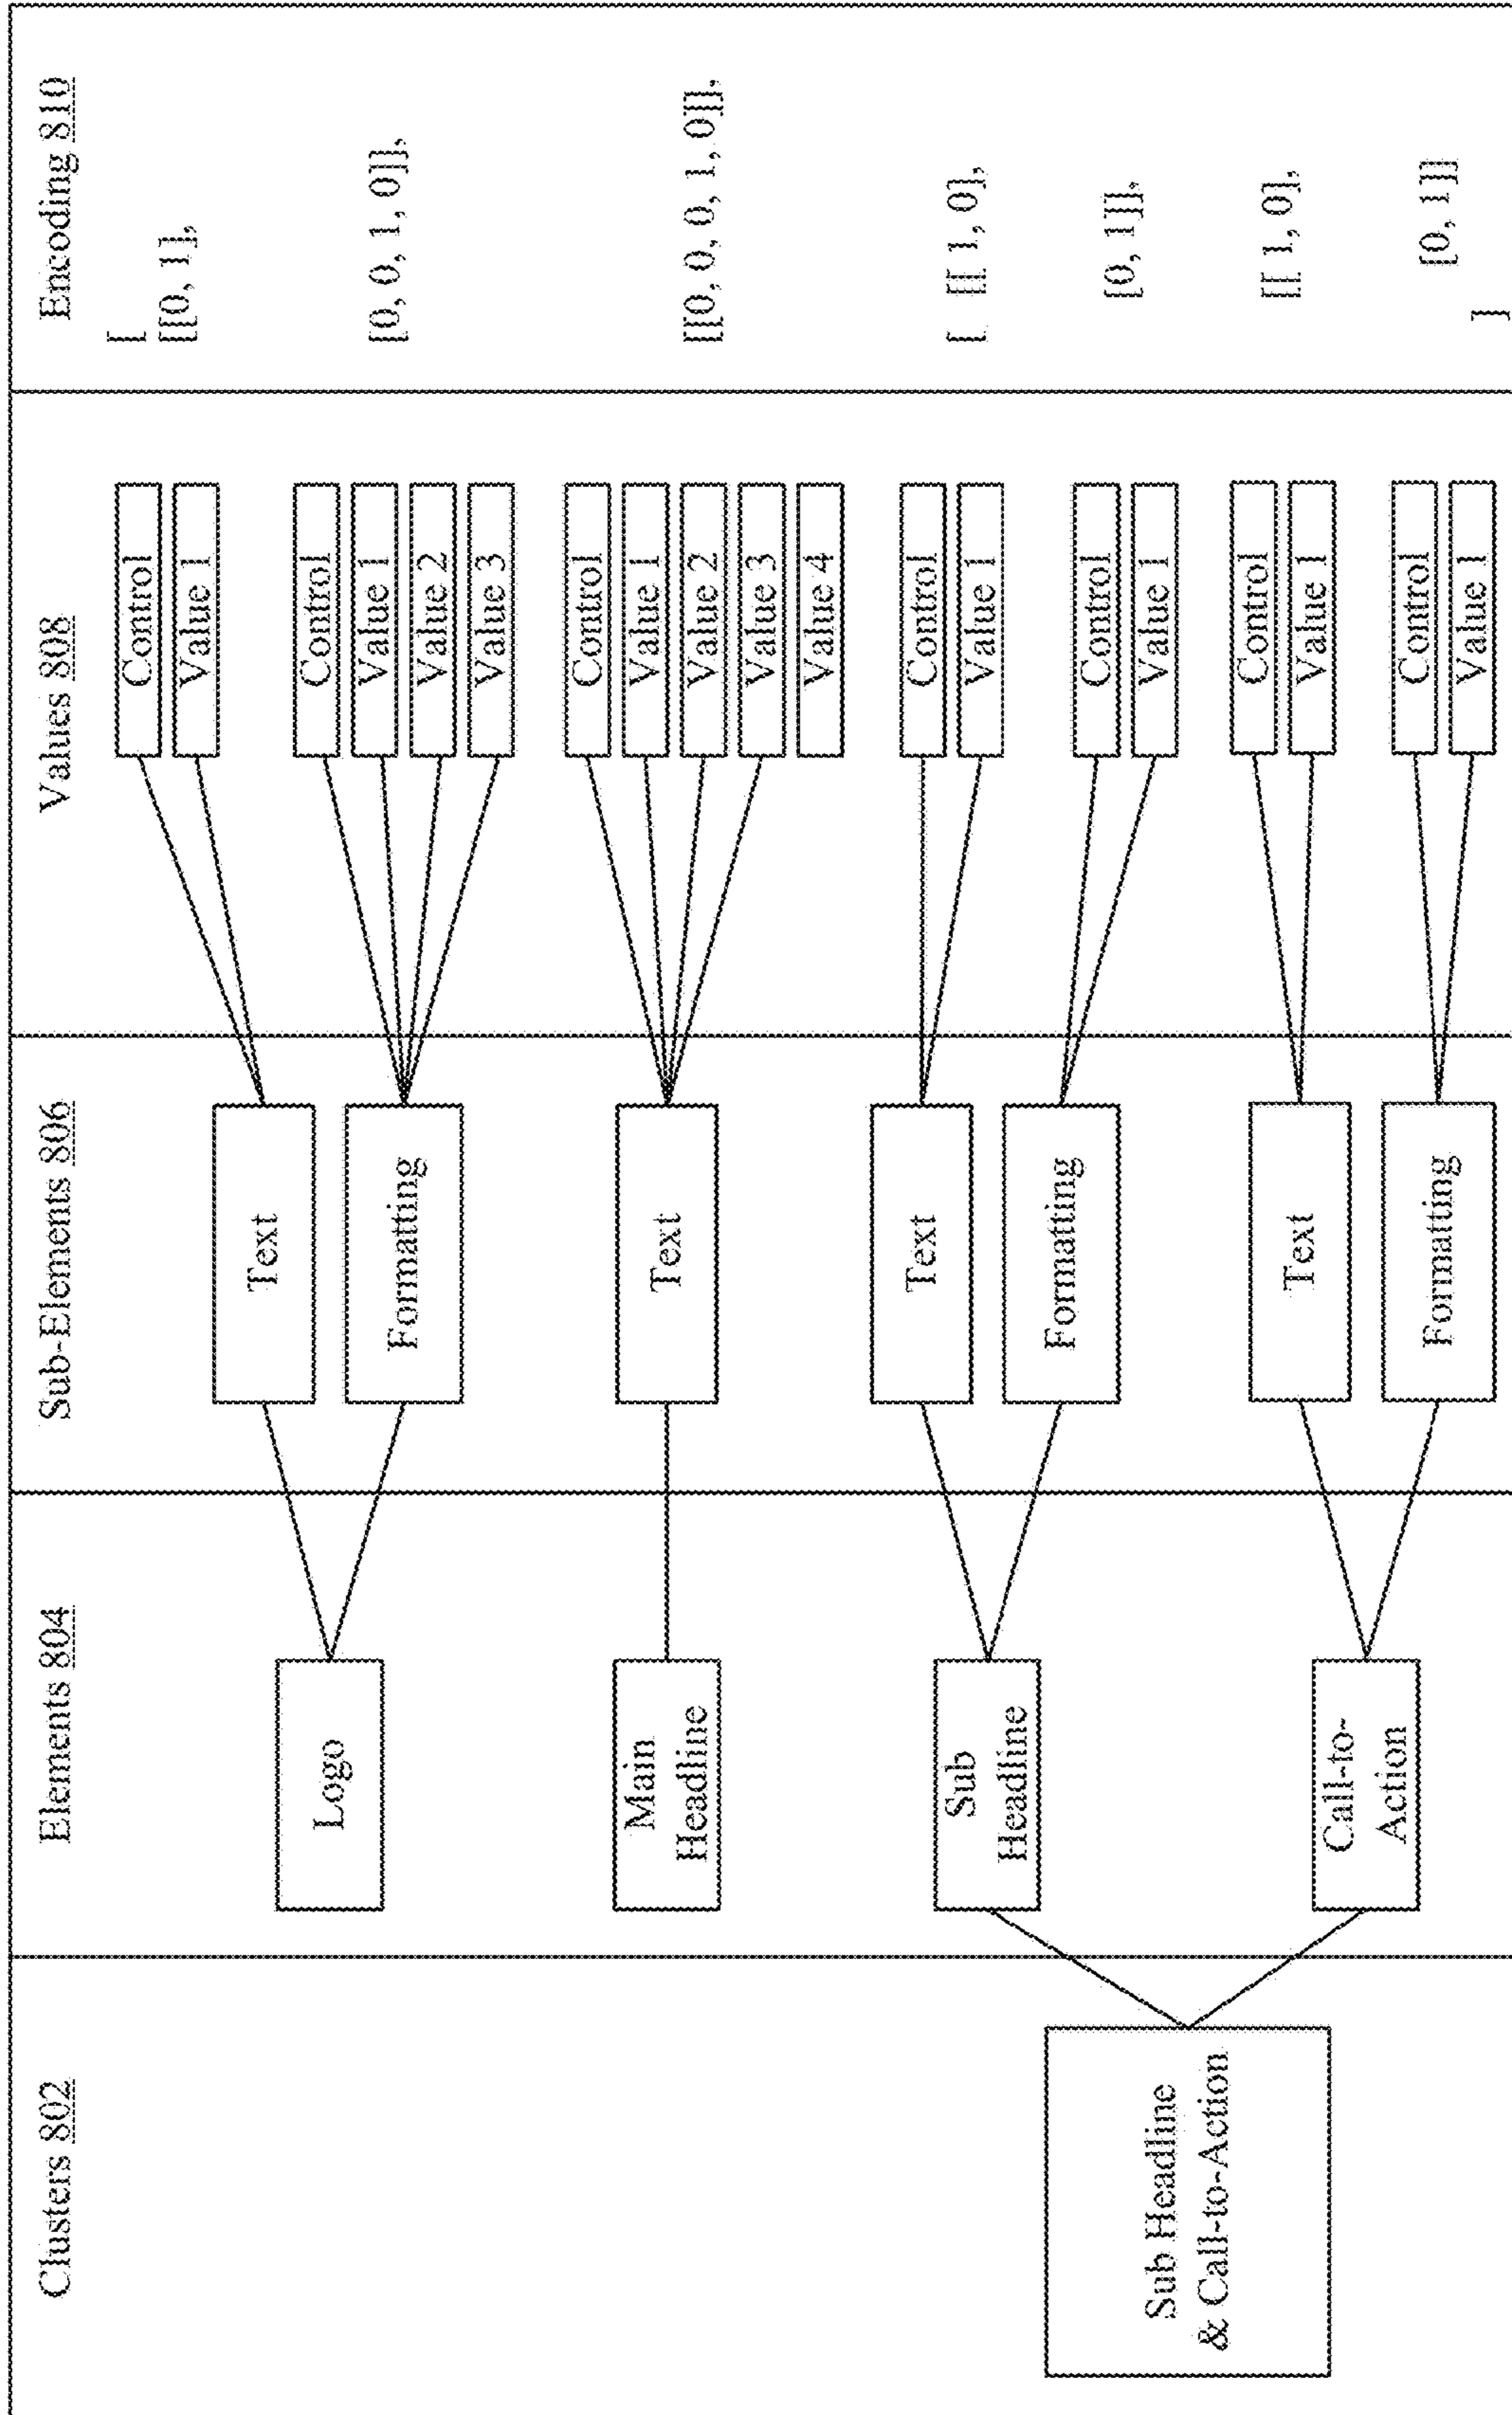 Clusters 802
Elements 804
Sub-Elements 806
Values 808
Encoding 810
[
Logo
Text
Control
Value 1
[[0, 1],
Formatting
Control
Value 1
Value 2
Value 3
[0, 0, 1, 0]],
Main
Headline
Text
Control
Value 1
Value 2
Value 3
Value 4
[[0, 0, 0, 1, 0]],
Sub Headline
& Call-to-Action
Sub
Headline
Text
Control
Value 1
[ [[ 1, 0],
Formatting
Control
Value 1
[0, 1]],
Call-to-
Action
Text
Control
Value 1
[[ 1, 0],
Formatting
Control
Value 1
[0, 1]]
]